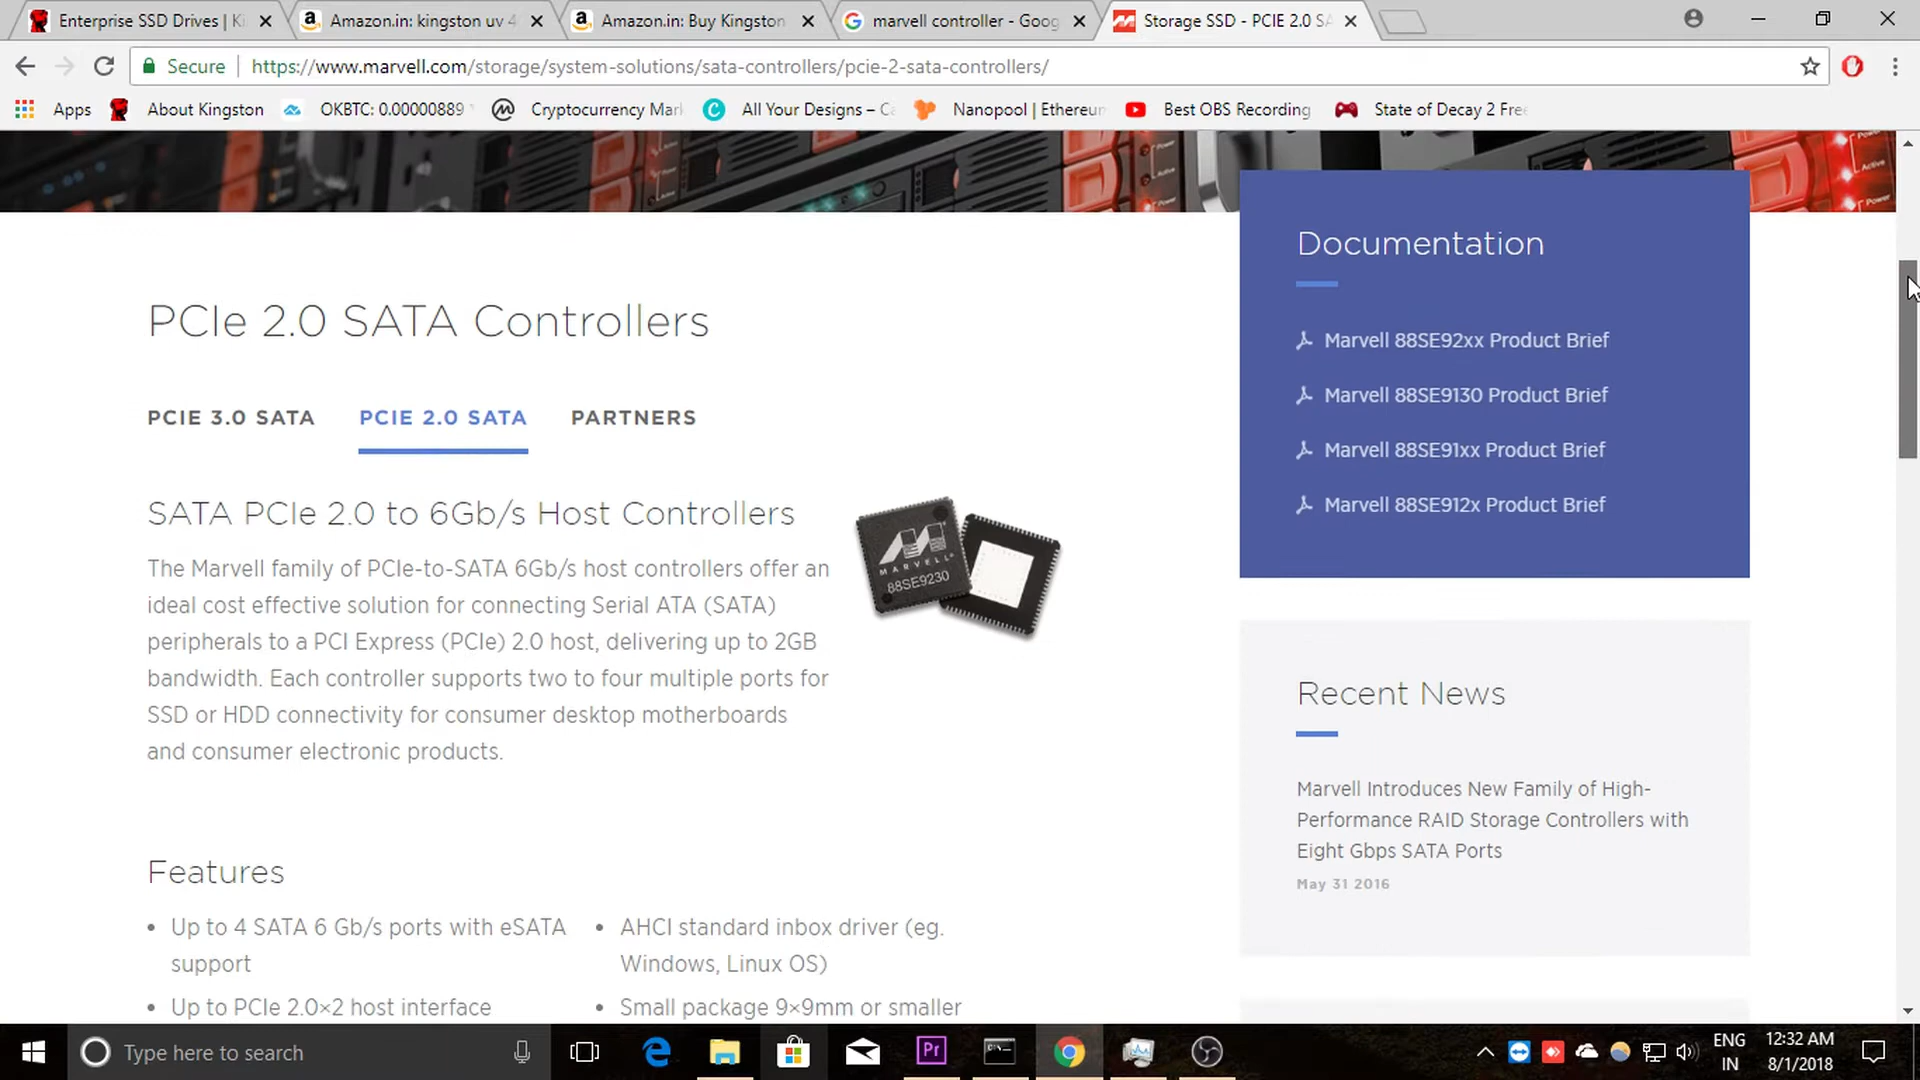 Enterprise SSD Drives | Ki
Amazon.in: kingston uv 4
Amazon.in: Buy Kingston
marvell controller - Goog
Storage SSD - PCIE 2.0 SA
Secure
https://www.marvell.com/storage/system-solutions/sata-controllers/pcie-2-sata-controllers/
Apps
About Kingston
OKBTC: 0.00000889
Cryptocurrency Mar
All Your Designs – Ca
Nanopool | Ethereum
Best OBS Recording
State of Decay 2 Free
PCIe 2.0 SATA Controllers
PCIE 3.0 SATA
PCIE 2.0 SATA
PARTNERS
SATA PCIe 2.0 to 6Gb/s Host Controllers
The Marvell family of PCIe-to-SATA 6Gb/s host controllers offer an
ideal cost effective solution for connecting Serial ATA (SATA)
peripherals to a PCI Express (PCIe) 2.0 host, delivering up to 2GB
bandwidth. Each controller supports two to four multiple ports for
SSD or HDD connectivity for consumer desktop motherboards
and consumer electronic products.
MARVELL
88SE9230
Features
Up to 4 SATA 6 Gb/s ports with eSATA
support
Up to PCIe 2.0×2 host interface
AHCI standard inbox driver (eg.
Windows, Linux OS)
Small package 9×9mm or smaller
Documentation
Marvell 88SE92xx Product Brief
Marvell 88SE9130 Product Brief
Marvell 88SE91xx Product Brief
Marvell 88SE912x Product Brief
Recent News
Marvell Introduces New Family of High-
Performance RAID Storage Controllers with
Eight Gbps SATA Ports
May 31 2016
Type here to search
Pr
ENG
IN
12:32 AM
8/1/2018